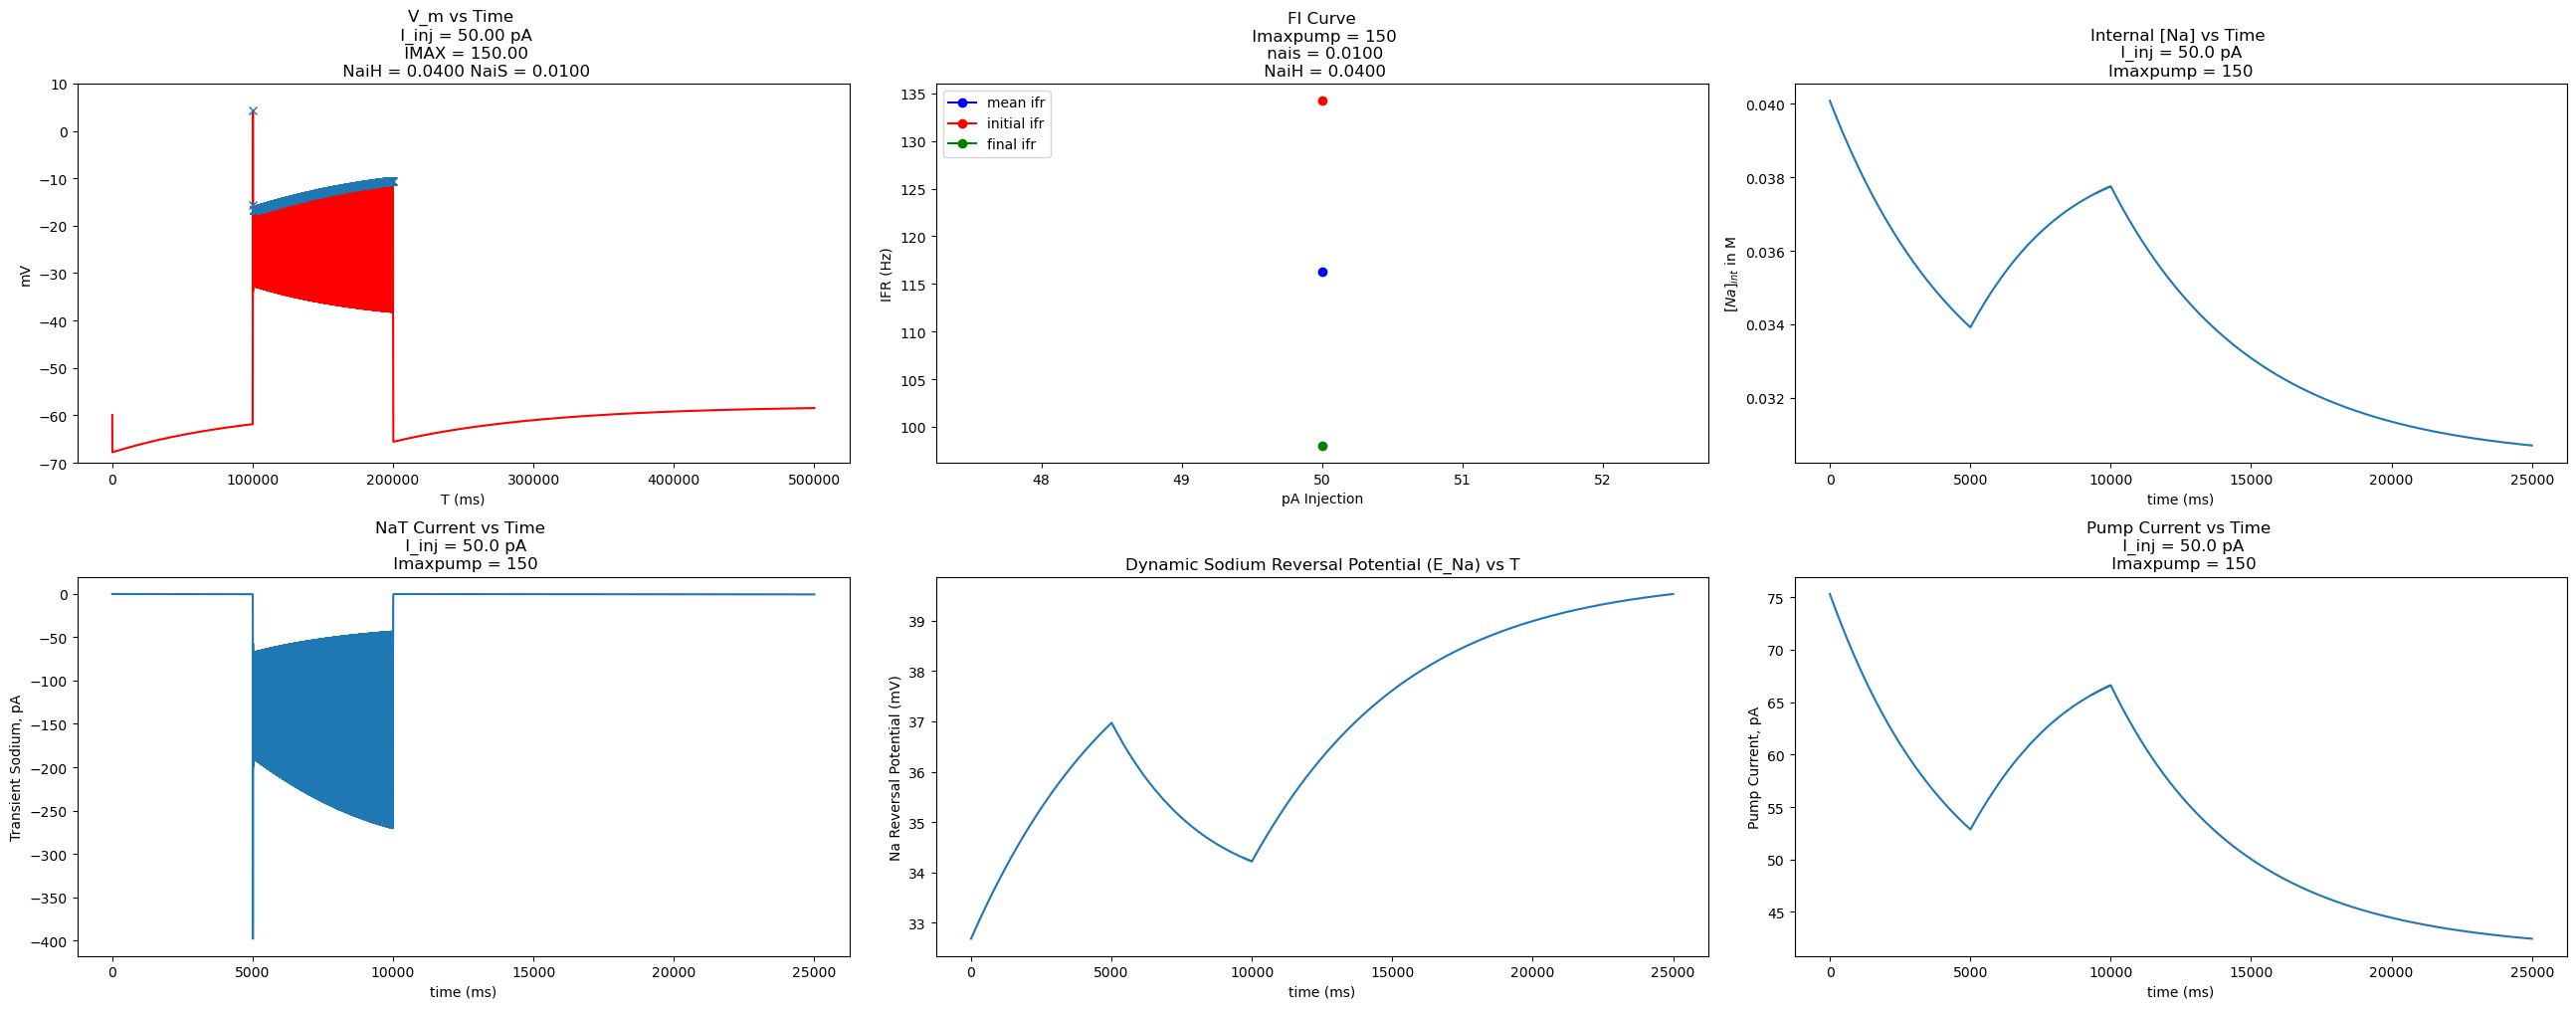 V_m vs Time
I_inj = 50.00 pA
IMAX = 150.00
NaiH = 0.0400 NaiS = 0.0100
10
0
−10
−20
−30
−40
−50
−60
−70
mV
0
100000
200000
300000
400000
500000
T (ms)
FI Curve
Imaxpump = 150
nais = 0.0100
NaiH = 0.0400
mean ifr
initial ifr
final ifr
135
130
125
120
115
110
105
100
IFR (Hz)
48
49
50
51
52
pA Injection
Internal [Na] vs Time
I_inj = 50.0 pA
Imaxpump = 150
0.040
0.038
0.036
0.034
0.032
[Na]int in M
0
5000
10000
15000
20000
25000
time (ms)
NaT Current vs Time
I_inj = 50.0 pA
Imaxpump = 150
0
−50
−100
−150
−200
−250
−300
−350
−400
Transient Sodium, pA
0
5000
10000
15000
20000
25000
time (ms)
Dynamic Sodium Reversal Potential (E_Na) vs T
39
38
37
36
35
34
33
Na Reversal Potential (mV)
0
5000
10000
15000
20000
25000
time (ms)
Pump Current vs Time
I_inj = 50.0 pA
Imaxpump = 150
75
70
65
60
55
50
45
Pump Current, pA
0
5000
10000
15000
20000
25000
time (ms)